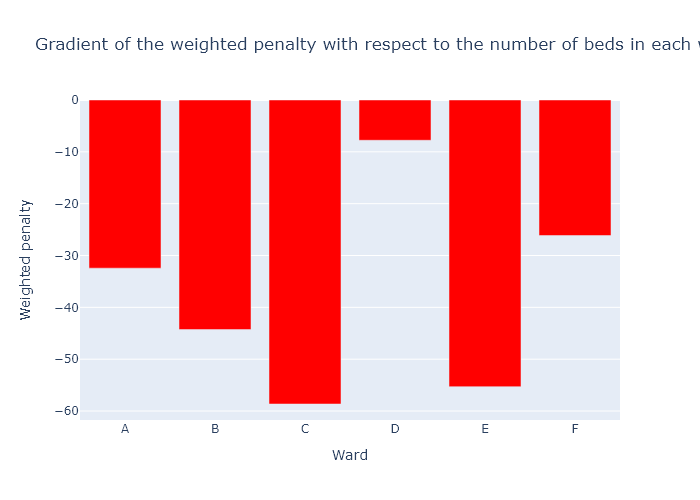 Gradient of the weighted penalty with respect to the number of beds in each
Weighted penalty
0
−10
−20
−30
−40
−50
−60
A B C D E F
Ward